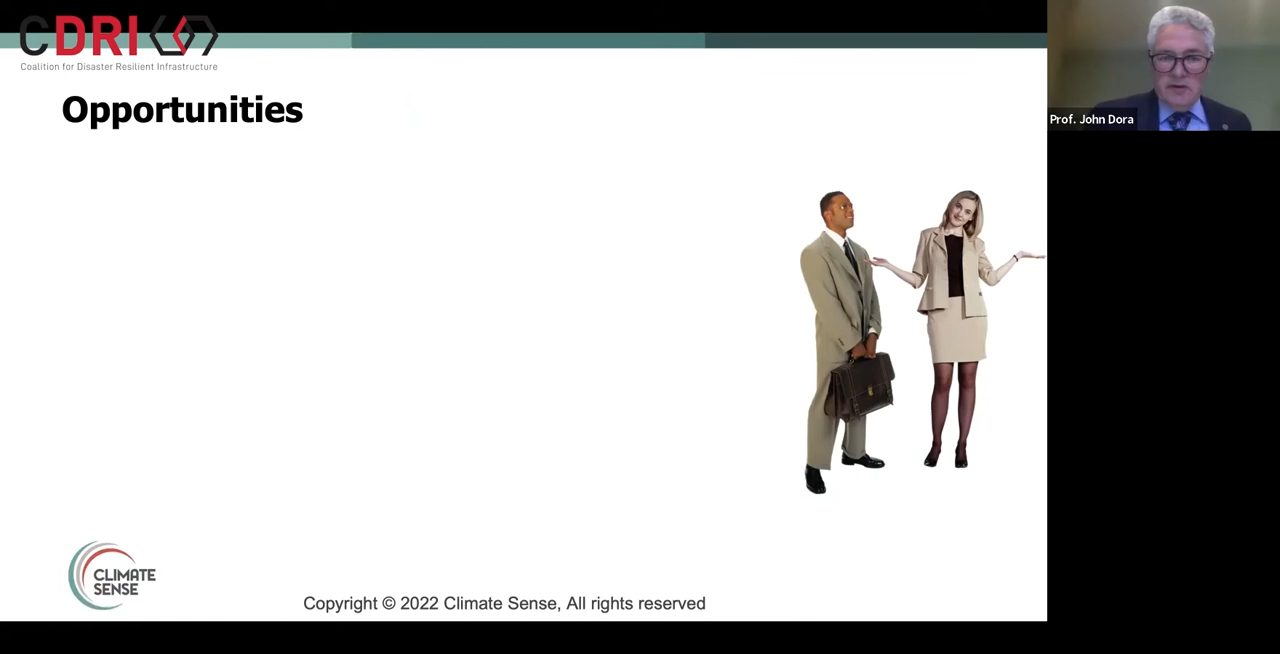 CDRI
Coalition for Disaster Resilient Infrastructure
Opportunities
Prof. John Dora
CLIMATE
SENSE
Copyright © 2022 Climate Sense, All rights reserved